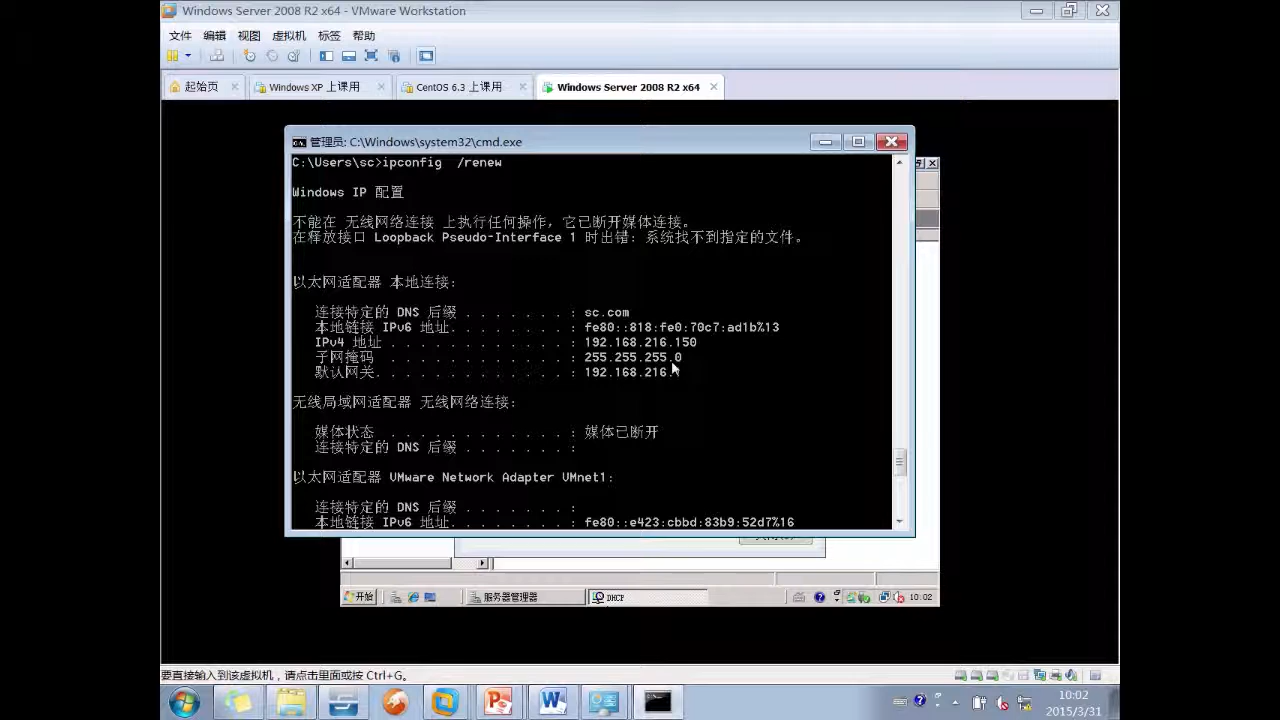 Windows Server 2008 R2 x64 - VMware Workstation
文件 编辑 视图 虚拟机 标签 帮助
起始页 Windows XP 上课用 CentOS 6.3 上课用 Windows Server 2008 R2 x64
管理员: C:\Windows\system32\cmd.exe
C:\Users\sc>ipconfig /renew
Windows IP 配置
不能在 无线网络连接 上执行任何操作，它已断开媒体连接。
在释放接口 Loopback Pseudo-Interface 1 时出错: 系统找不到指定的文件。
以太网适配器 本地连接:
连接特定的 DNS 后缀 . . . . . . . : sc.com
本地链接 IPv6 地址. . . . . . . . : fe80::818:fe0:70c7:ad1b%13
IPv4 地址 . . . . . . . . . . . . : 192.168.216.150
子网掩码 . . . . . . . . . . . . : 255.255.255.0
默认网关. . . . . . . . . . . . . : 192.168.216.
无线局域网适配器 无线网络连接:
媒体状态 . . . . . . . . . . . . : 媒体已断开
连接特定的 DNS 后缀 . . . . . . . :
以太网适配器 VMware Network Adapter VMnet1:
连接特定的 DNS 后缀 . . . . . . . :
本地链接 IPv6 地址. . . . . . . . : fe80::e423:cbbd:83b9:52d7%16
开始 服务器管理器 DHCP 10:02
要直接输入到该虚拟机，请点击里面或按 Ctrl+G。
10:02
2015/3/31